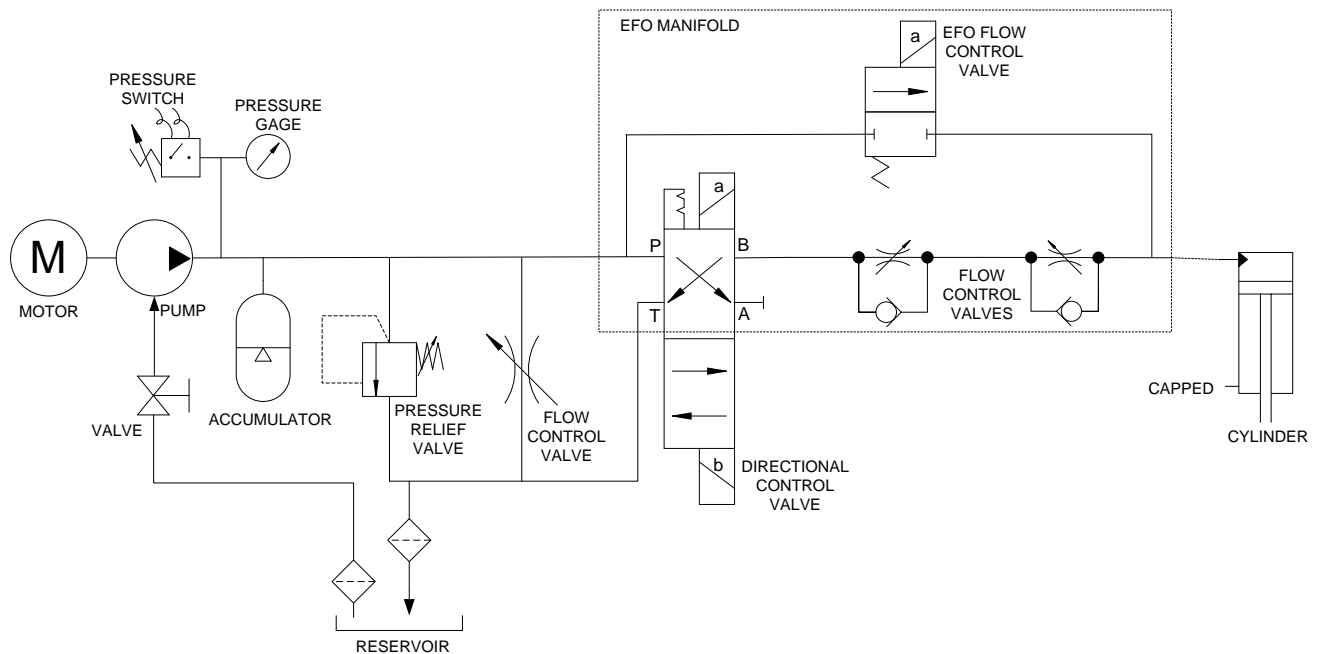 EFO MANIFOLD
a
EFO FLOW
CONTROL
VALVE
PRESSURE
SWITCH
PRESSURE
GAGE
a
M
MOTOR
PUMP
P
B
T
A
FLOW
CONTROL
VALVES
VALVE
ACCUMULATOR
PRESSURE
RELIEF
VALVE
FLOW
CONTROL
VALVE
CAPPED
CYLINDER
b
DIRECTIONAL
CONTROL
VALVE
RESERVOIR